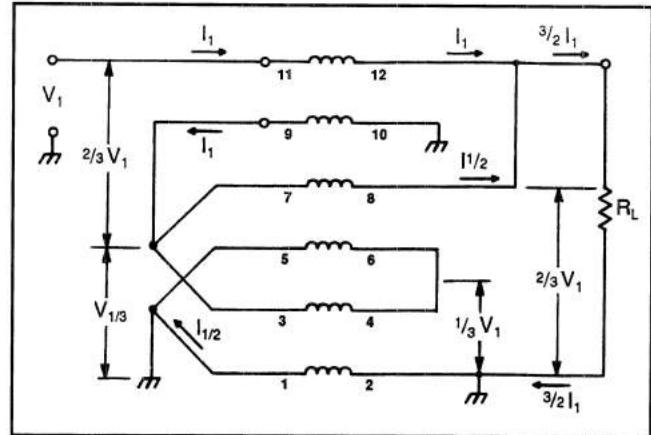 I₁ I₁ 3/2 I₁
11 12
V₁
9 10
I₁
2/3 V₁
I1/2
7 8
R_L
5 6
2/3 V₁
V1/3
3 4
1/3 V₁
I1/2
1 2
3/2 I₁